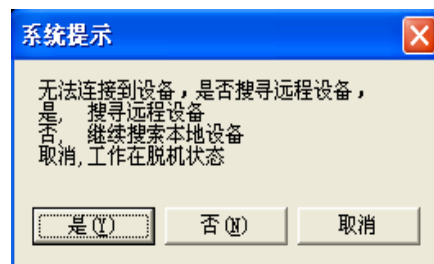 系统提示
无法连接到设备，是否搜寻远程设备，
是,   搜寻远程设备
否,   继续搜索本地设备
取消,工作在脱机状态
是(Y)
否(N)
取消